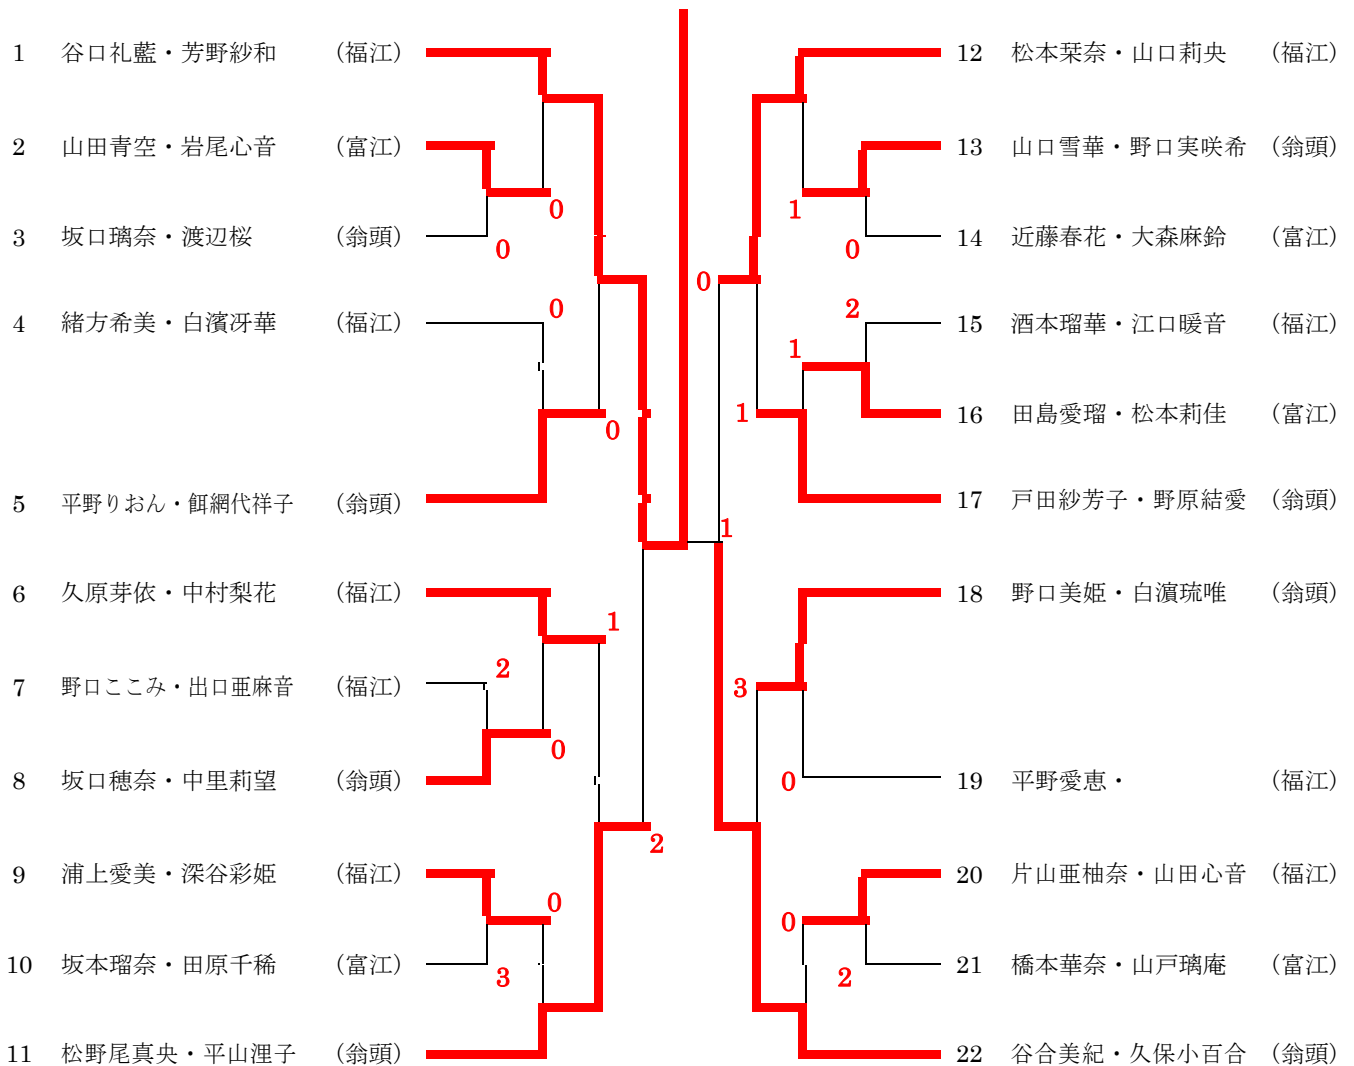 1 谷口礼藍・芳野紗和 （福江）
2 山田青空・岩尾心音 （富江）
0
3 坂口璃奈・渡辺桜 （翁頭）
0
4 緒方希美・白濱冴華 （福江）
0
0
5 平野りおん・餌網代祥子 （翁頭）
6 久原芽依・中村梨花 （福江）
1
7 野口ここみ・出口亜麻音 （福江）
2
0
8 坂口穂奈・中里莉望 （翁頭）
2
9 浦上愛美・深谷彩姫 （福江）
0
10 坂本瑠奈・田原千稀 （富江）
3
11 松野尾真央・平山浬子 （翁頭）
12 松本栞奈・山口莉央 （福江）
13 山口雪華・野口実咲希 （翁頭）
1
14 近藤春花・大森麻鈴 （富江）
0
0
15 酒本瑠華・江口暖音 （福江）
2
1
16 田島愛瑠・松本莉佳 （富江）
1
17 戸田紗芳子・野原結愛 （翁頭）
1
18 野口美姫・白濵琉唯 （翁頭）
3
19 平野愛恵・ （福江）
0
20 片山亜柚奈・山田心音 （福江）
0
21 橋本華奈・山戸璃庵 （富江）
2
22 谷合美紀・久保小百合 （翁頭）